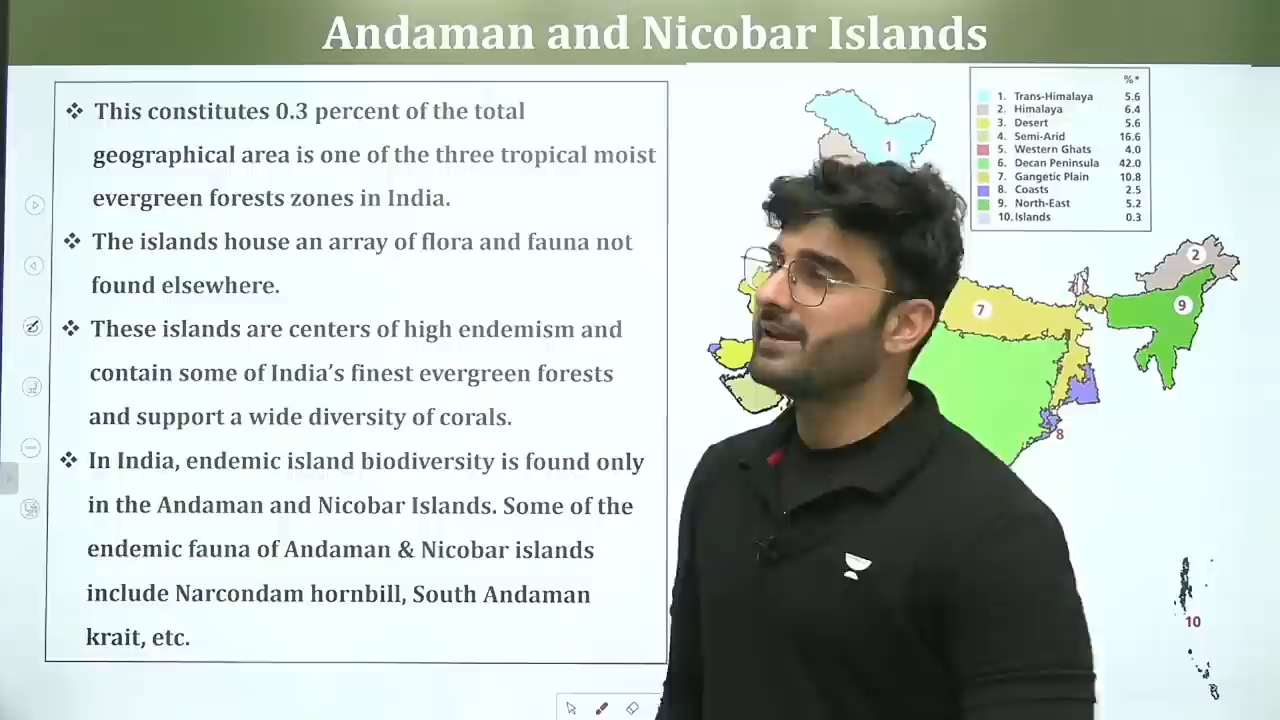 Andaman and Nicobar Islands
❖ This constitutes 0.3 percent of the total
geographical area is one of the three tropical moist
evergreen forests zones in India.
❖ The islands house an array of flora and fauna not
found elsewhere.
❖ These islands are centers of high endemism and
contain some of India’s finest evergreen forests
and support a wide diversity of corals.
❖ In India, endemic island biodiversity is found only
in the Andaman and Nicobar Islands. Some of the
endemic fauna of Andaman & Nicobar islands
include Narcondam hornbill, South Andaman
krait, etc.
%*
1. Trans-Himalaya 5.6
2. Himalaya 6.4
3. Desert 5.6
4. Semi-Arid 16.6
5. Western Ghats 4.0
6. Decan Peninsula 42.0
7. Gangetic Plain 10.8
8. Coasts 2.5
9. North-East 5.2
10. Islands 0.3
1
2
7
9
8
10